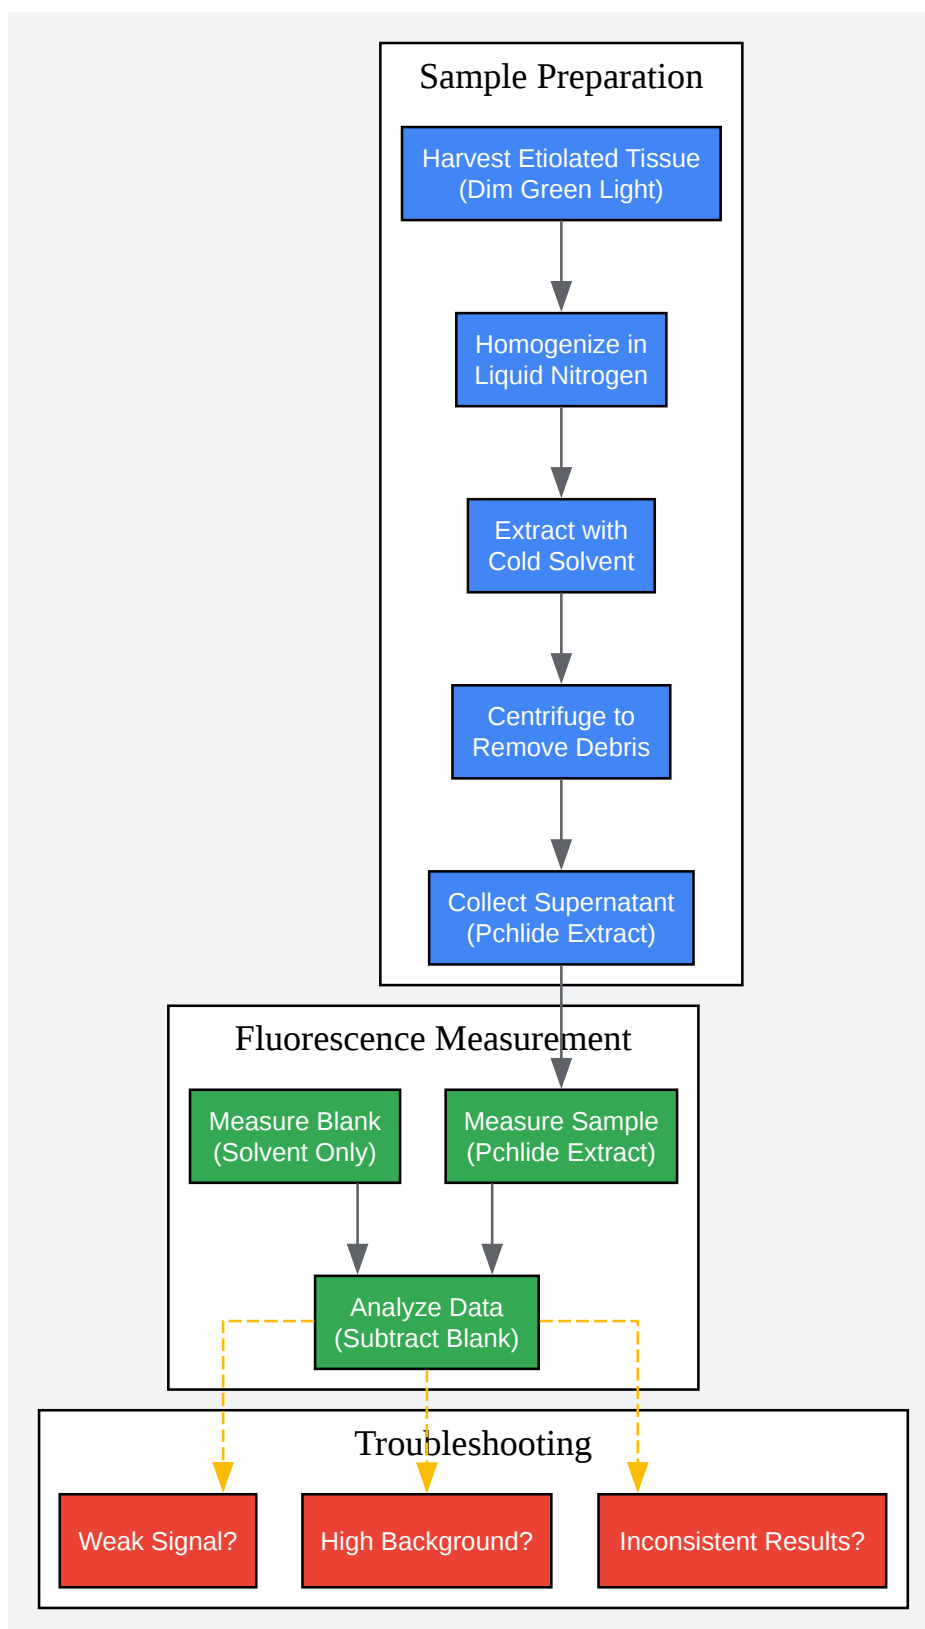 Sample Preparation
Harvest Etiolated Tissue
(Dim Green Light)
Homogenize in
Liquid Nitrogen
Extract with
Cold Solvent
Centrifuge to
Remove Debris
Collect Supernatant
(Pchlide Extract)
Fluorescence Measurement
Measure Blank
(Solvent Only)
Measure Sample
(Pchlide Extract)
Analyze Data
(Subtract Blank)
Troubleshooting
Weak Signal?
High Background?
Inconsistent Results?